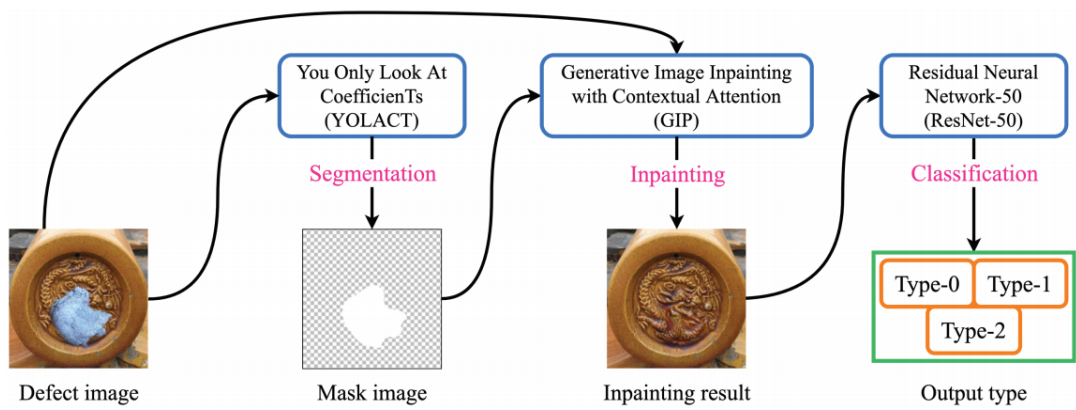 You Only Look At
CoefficienTs
(YOLACT)
Generative Image Inpainting
with Contextual Attention
(GIP)
Residual Neural
Network-50
(ResNet-50)
Segmentation
Inpainting
Classification
Type-0
Type-1
Type-2
Defect image
Mask image
Inpainting result
Output type